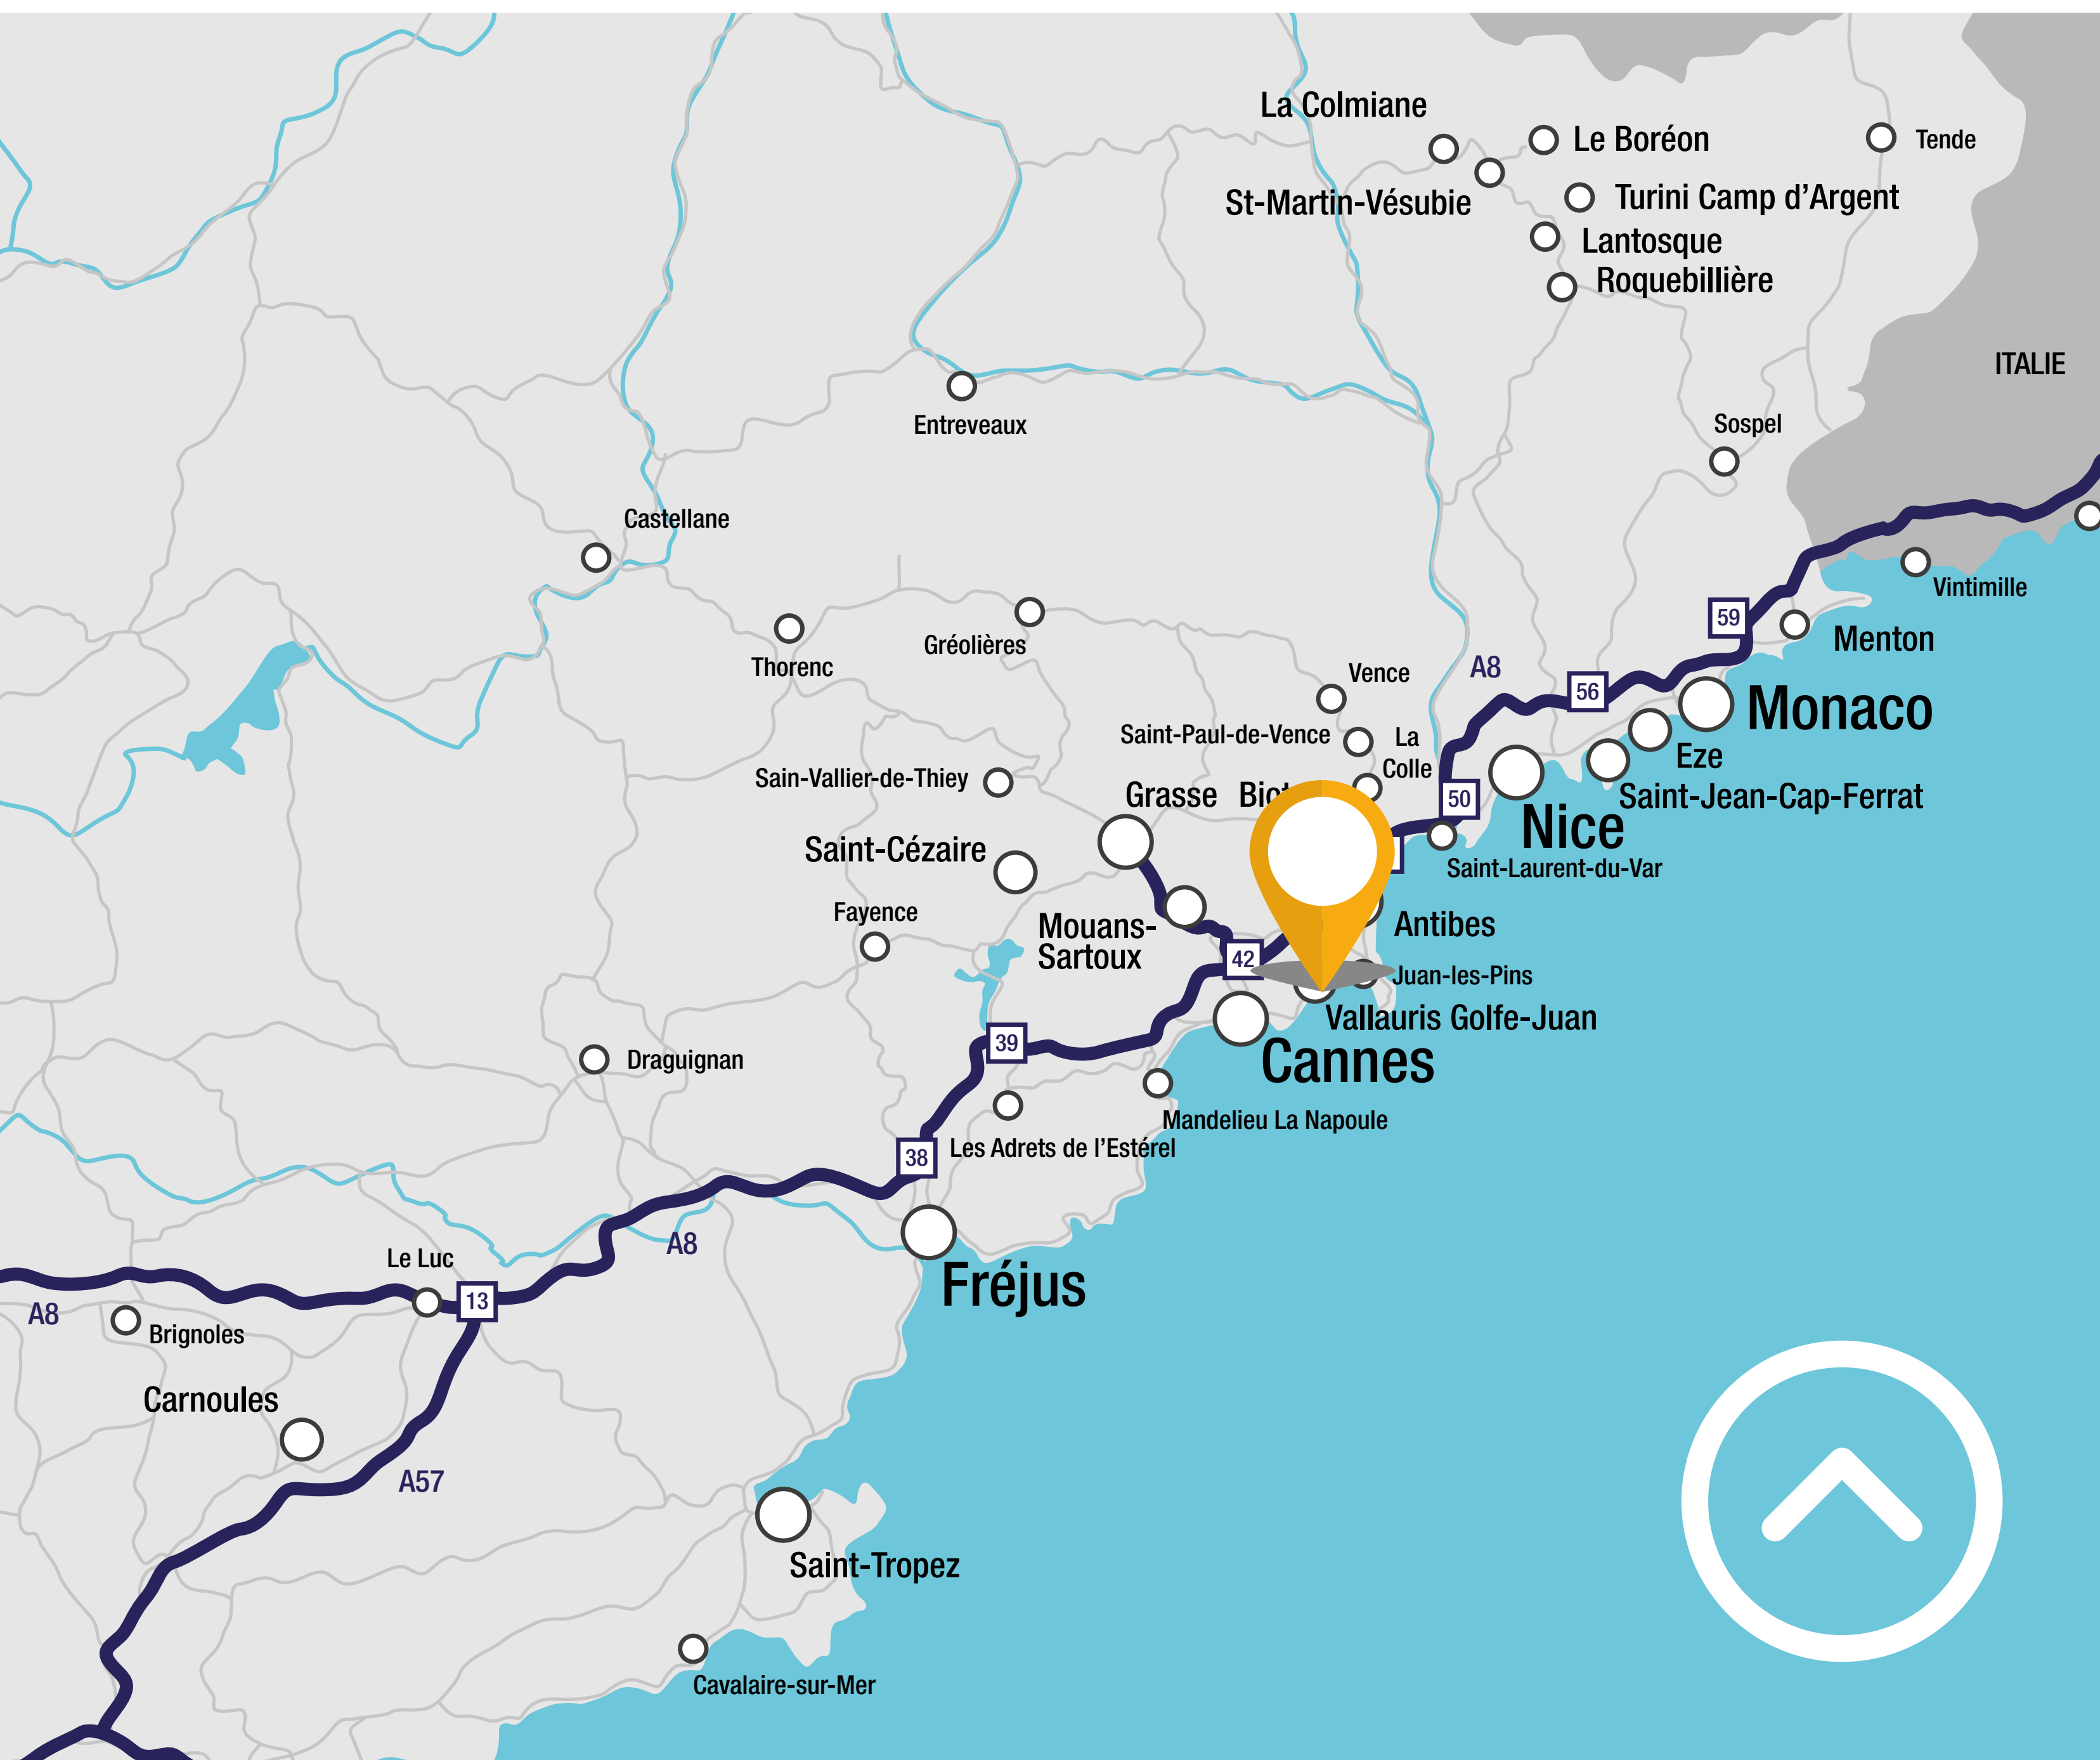 La Colmiane
Le Boréon
Tende
St-Martin-Vésubie
Turini Camp d'Argent
Lantosque
Roquebillière
ITALIE
Entreveaux
Sospel
Castellane
Vintimille
59
Menton
Gréolières
Thorenc
Vence
A8
56
Monaco
Saint-Paul-de-Vence
La
Colle
Eze
Sain-Vallier-de-Thiey
Grasse
50
Saint-Jean-Cap-Ferrat
Nice
Saint-Cézaire
Saint-Laurent-du-Var
Fayence
Mouans-
Sartoux
Antibes
42
Juan-les-Pins
Vallauris Golfe-Juan
39
Cannes
Draguignan
Mandelieu La Napoule
Les Adrets de l'Estérel
38
A8
Le Luc
Fréjus
13
A8
Brignoles
Carnoules
A57
Saint-Tropez
Cavalaire-sur-Mer